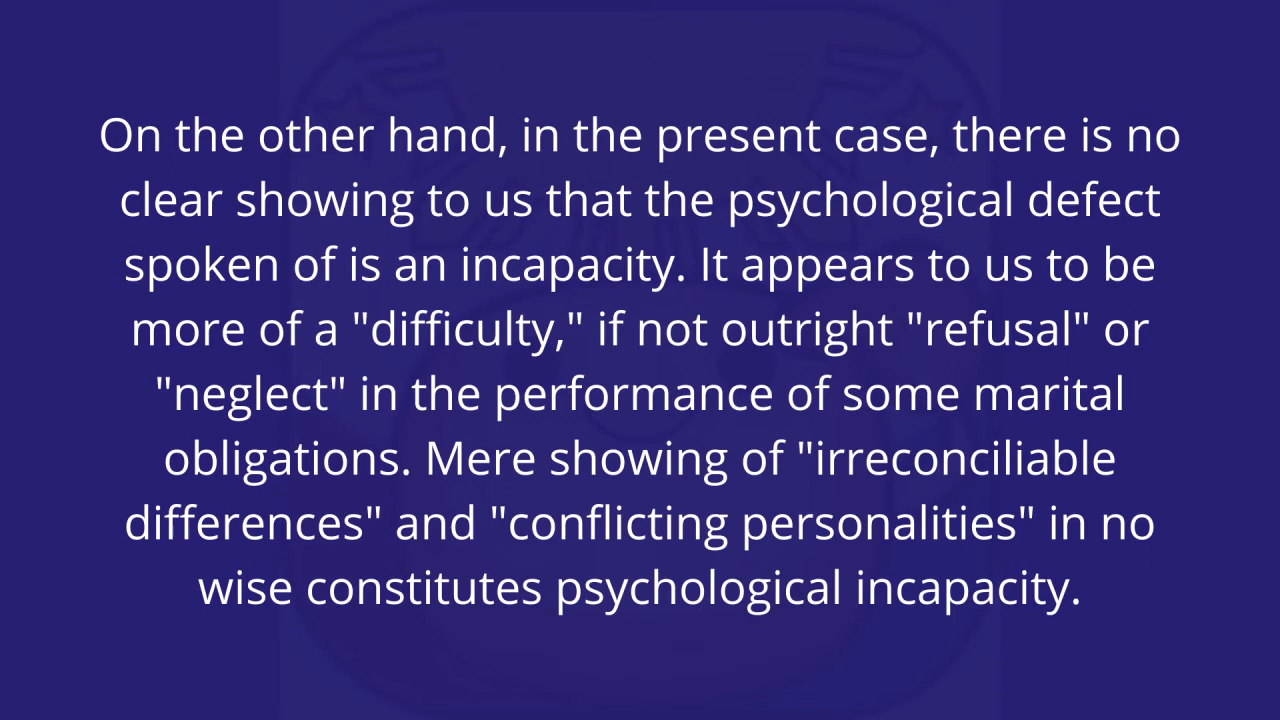 On the other hand, in the present case, there is no
clear showing to us that the psychological defect
spoken of is an incapacity. It appears to us to be
more of a "difficulty," if not outright "refusal" or
"neglect" in the performance of some marital
obligations. Mere showing of "irreconciliable
differences" and "conflicting personalities" in no
wise constitutes psychological incapacity.